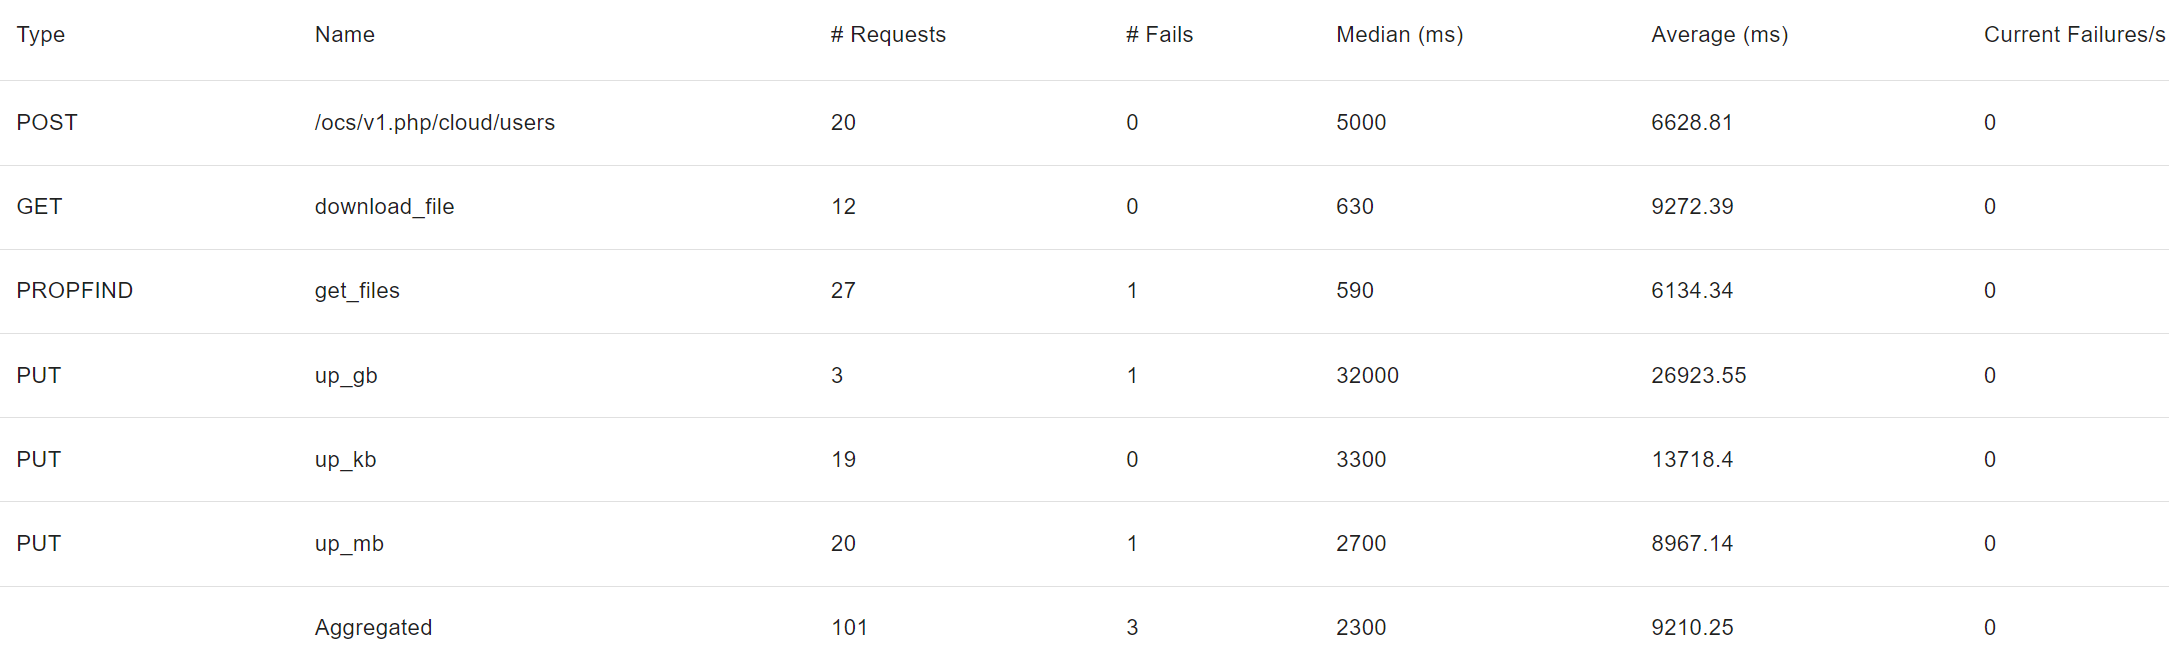 Type Name # Requests # Fails Median (ms) Average (ms) Current Failures/s
POST /ocs/v1.php/cloud/users 20 0 5000 6628.81 0
GET download_file 12 0 630 9272.39 0
PROPFIND get_files 27 1 590 6134.34 0
PUT up_gb 3 1 32000 26923.55 0
PUT up_kb 19 0 3300 13718.4 0
PUT up_mb 20 1 2700 8967.14 0
Aggregated 101 3 2300 9210.25 0